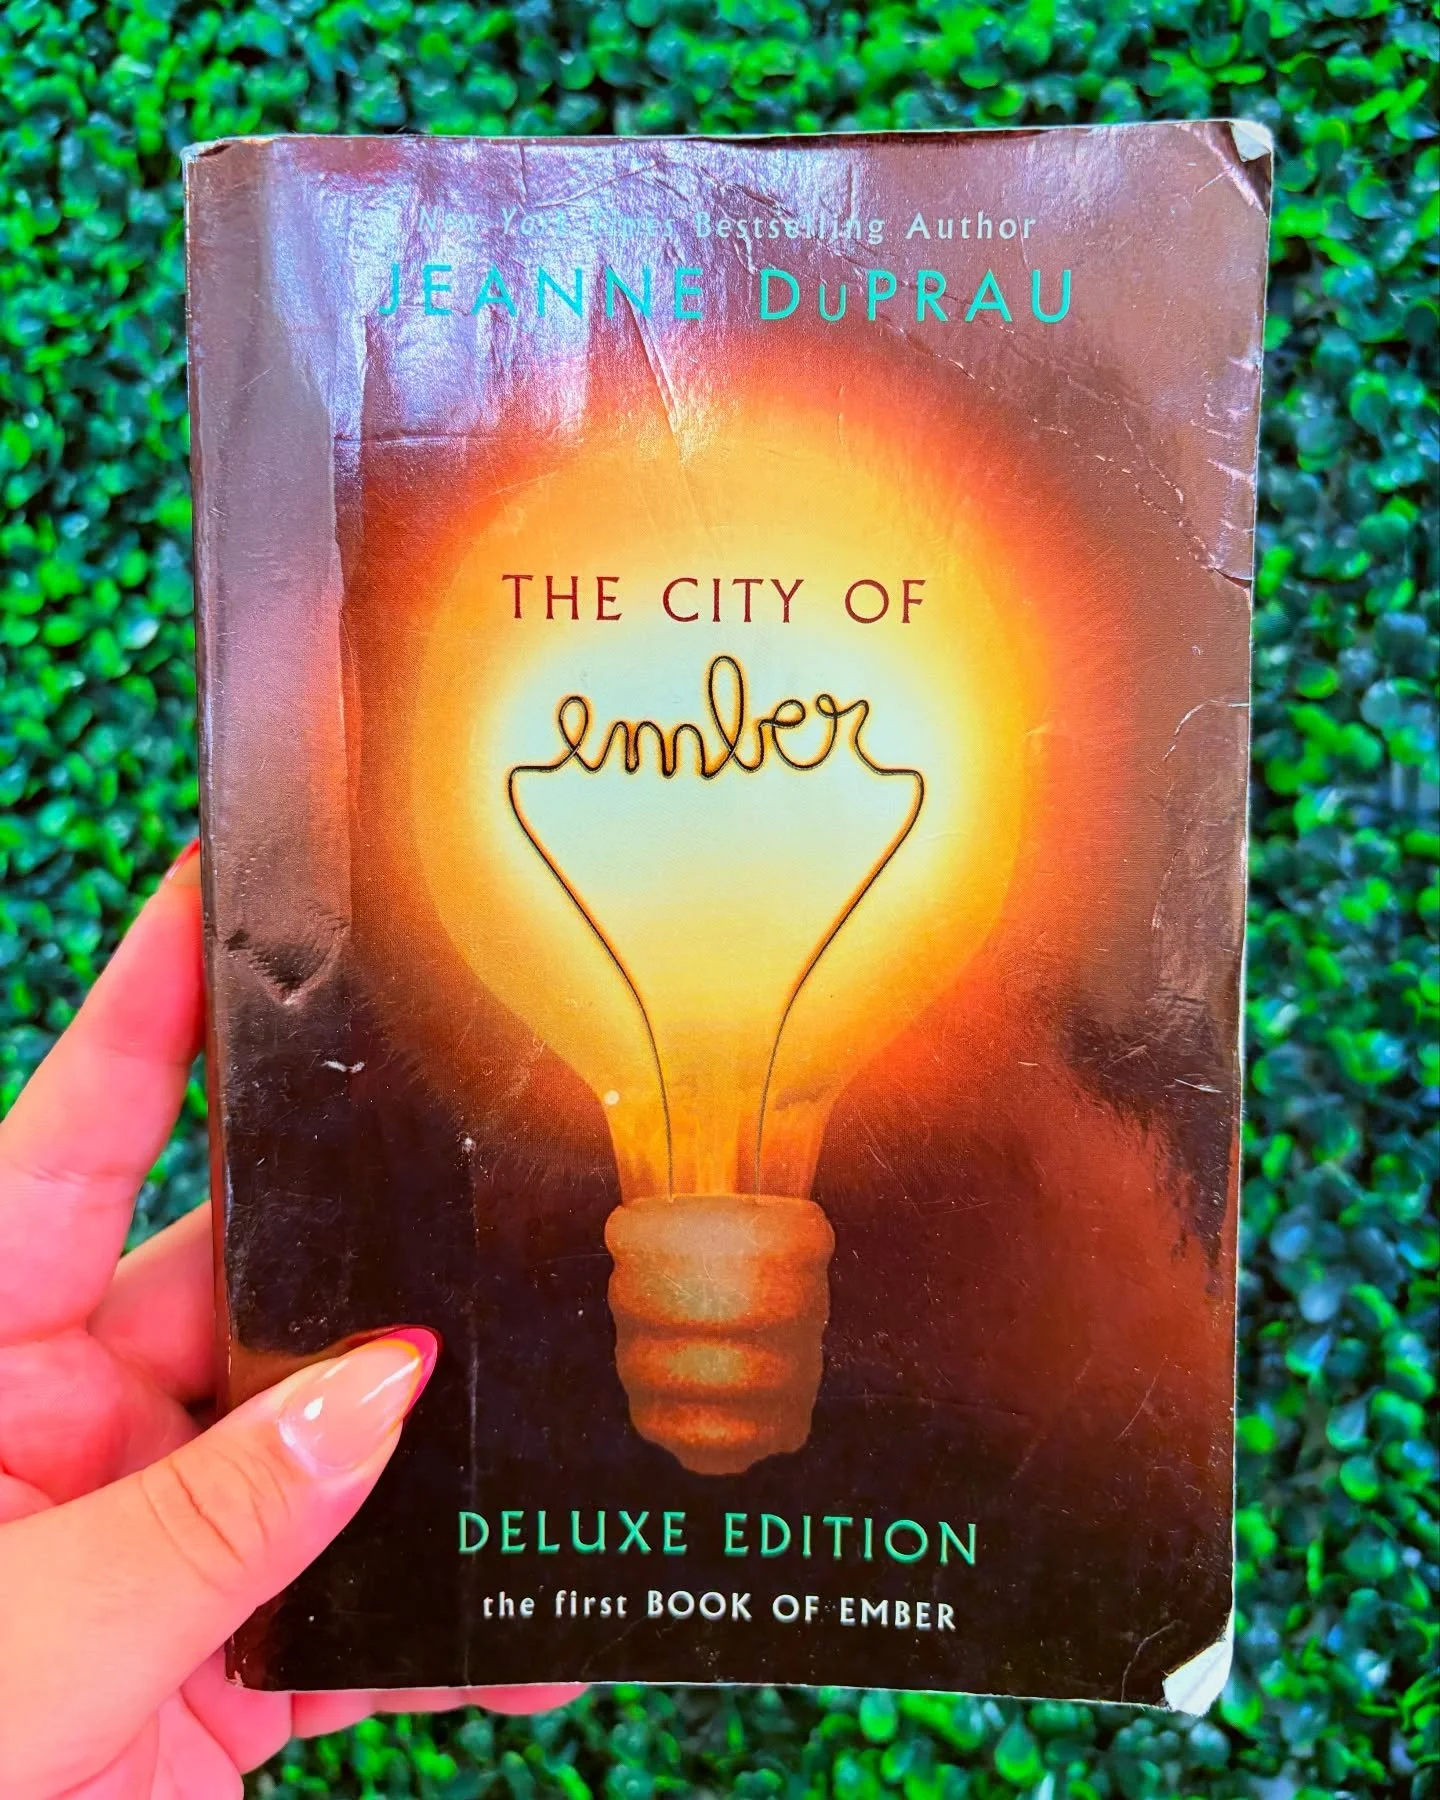 New York Times Bestselling Author
JEANNE DuPRAU
THE CITY OF
ember
DELUXE EDITION
the first BOOK OF EMBER